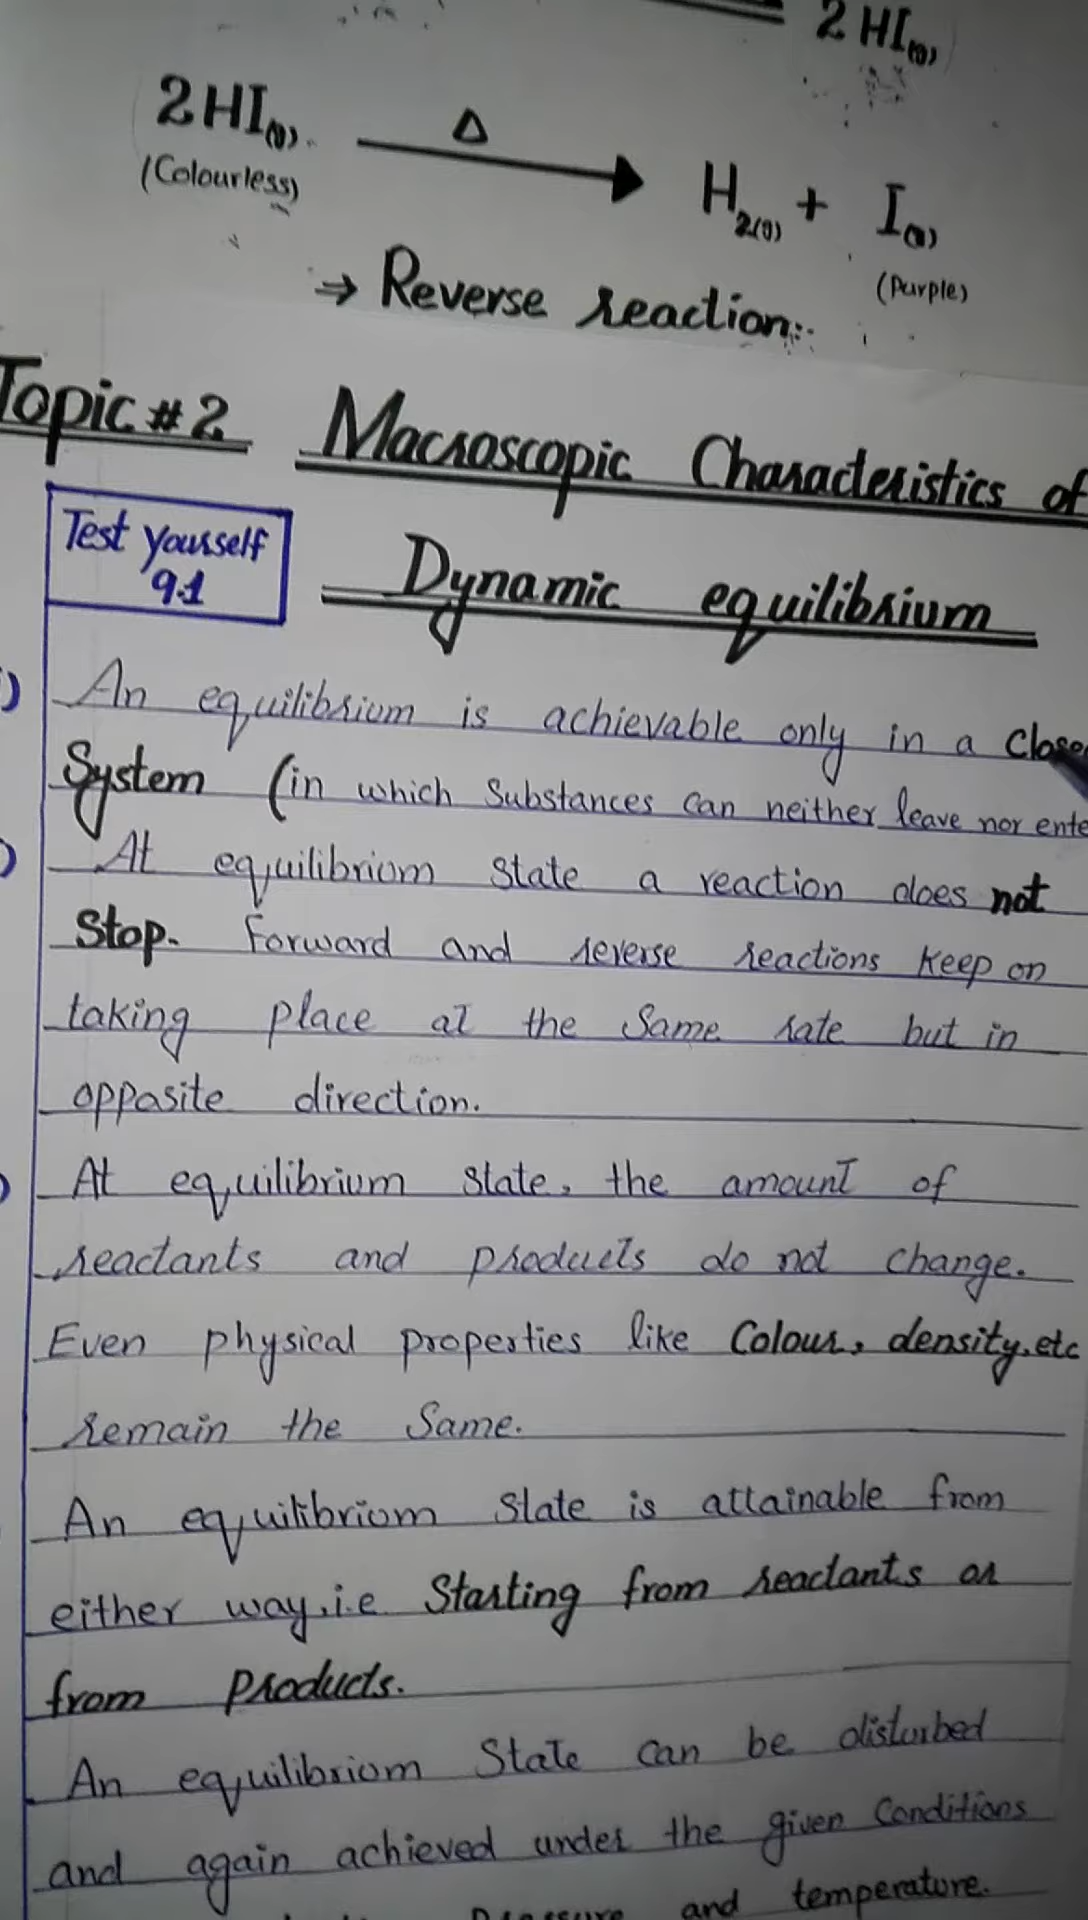 2HI(g)
2HI(g). Δ H2(g) + I(g)
(Colourless) (Purple)
⇒ Reverse reaction:.
Topic # 2 Macroscopic Characteristics of
Test yourself
9.1
Dynamic equilibrium
An equilibrium is achievable only in a
System (in which Substances can neither leave nor
At equilibrium State a reaction does not
Stop. Forward and reverse reactions keep on
taking place at the Same rate but in
opposite direction.
At equilibrium state, the amount of
reactants and products do not change.
Even physical properties like Colour, density, etc
remain the Same.
An equilibrium State is attainable from
either way, i.e Starting from reactants or
from products.
An equilibrium State can be disturbed
and again achieved under the given Conditions
Pressure and temperature.